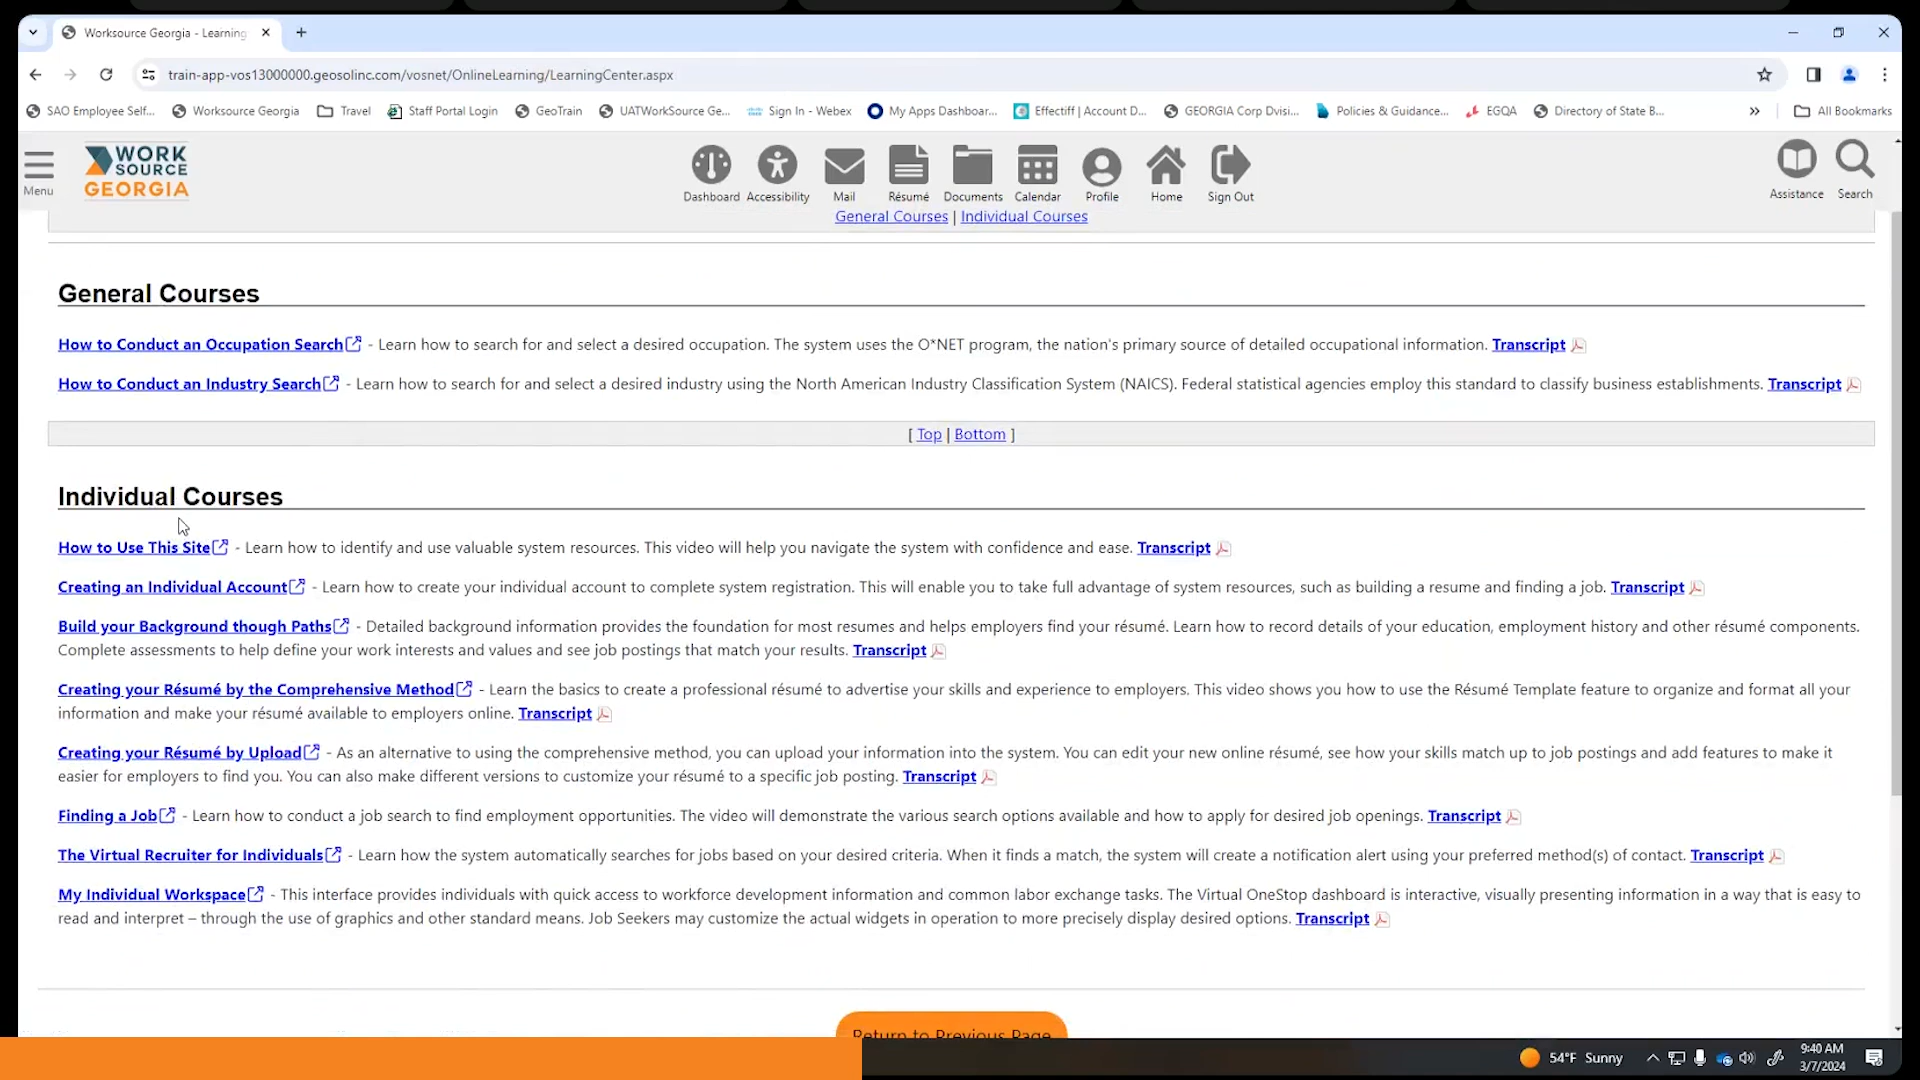 Worksource Georgia - Learning
train-app-vos13000000.geosolinc.com/vosnet/OnlineLearning/LearningCenter.aspx
SAO Employee Self... Worksource Georgia Travel Staff Portal Login GeoTrain UATWorkSource Ge... Sign In - Webex My Apps Dashboar... Effectiff | Account D... GEORGIA Corp Dvisi... Policies & Guidance... EGQA Directory of State B... » All Bookmarks
Menu
WORK
SOURCE
GEORGIA
Dashboard Accessibility Mail Résumé Documents Calendar Profile Home Sign Out Assistance Search
General Courses | Individual Courses
General Courses
How to Conduct an Occupation Search - Learn how to search for and select a desired occupation. The system uses the O*NET program, the nation's primary source of detailed occupational information. Transcript
How to Conduct an Industry Search - Learn how to search for and select a desired industry using the North American Industry Classification System (NAICS). Federal statistical agencies employ this standard to classify business establishments. Transcript
[ Top | Bottom ]
Individual Courses
How to Use This Site - Learn how to identify and use valuable system resources. This video will help you navigate the system with confidence and ease. Transcript
Creating an Individual Account - Learn how to create your individual account to complete system registration. This will enable you to take full advantage of system resources, such as building a resume and finding a job. Transcript
Build your Background though Paths - Detailed background information provides the foundation for most resumes and helps employers find your résumé. Learn how to record details of your education, employment history and other résumé components.
Complete assessments to help define your work interests and values and see job postings that match your results. Transcript
Creating your Résumé by the Comprehensive Method - Learn the basics to create a professional résumé to advertise your skills and experience to employers. This video shows you how to use the Résumé Template feature to organize and format all your
information and make your résumé available to employers online. Transcript
Creating your Résumé by Upload - As an alternative to using the comprehensive method, you can upload your information into the system. You can edit your new online résumé, see how your skills match up to job postings and add features to make it
easier for employers to find you. You can also make different versions to customize your résumé to a specific job posting. Transcript
Finding a Job - Learn how to conduct a job search to find employment opportunities. The video will demonstrate the various search options available and how to apply for desired job openings. Transcript
The Virtual Recruiter for Individuals - Learn how the system automatically searches for jobs based on your desired criteria. When it finds a match, the system will create a notification alert using your preferred method(s) of contact. Transcript
My Individual Workspace - This interface provides individuals with quick access to workforce development information and common labor exchange tasks. The Virtual OneStop dashboard is interactive, visually presenting information in a way that is easy to
read and interpret – through the use of graphics and other standard means. Job Seekers may customize the actual widgets in operation to more precisely display desired options. Transcript
Return to Previous Page
54°F Sunny
9:40 AM
3/7/2024